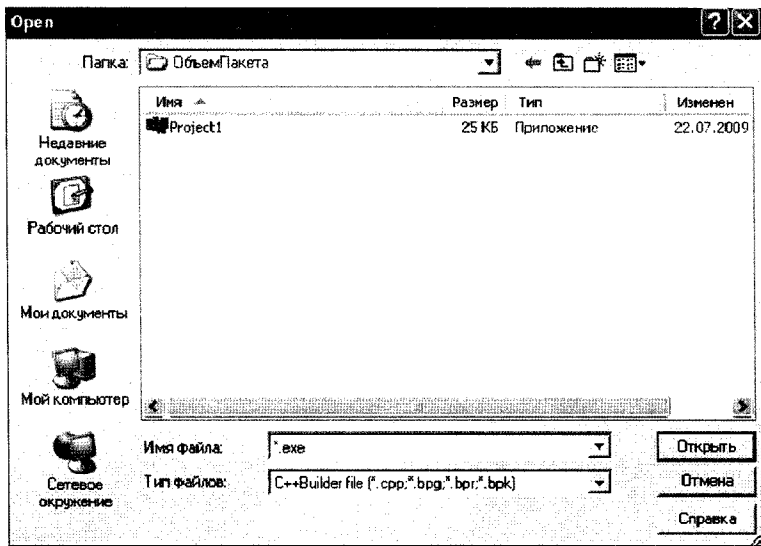 Open
Папка: ОбъемПакета
Имя Размер Тип Изменен
Project1 25 КБ Приложение 22.07.2009
Недавние документы
Рабочий стол
Мои документы
Мой компьютер
Сетевое окружение
Имя файла: *.exe Открыть
Тип файлов: C++Builder file (*.cpp;*.bpg;*.bpr;*.bpk) Отмена
Справка